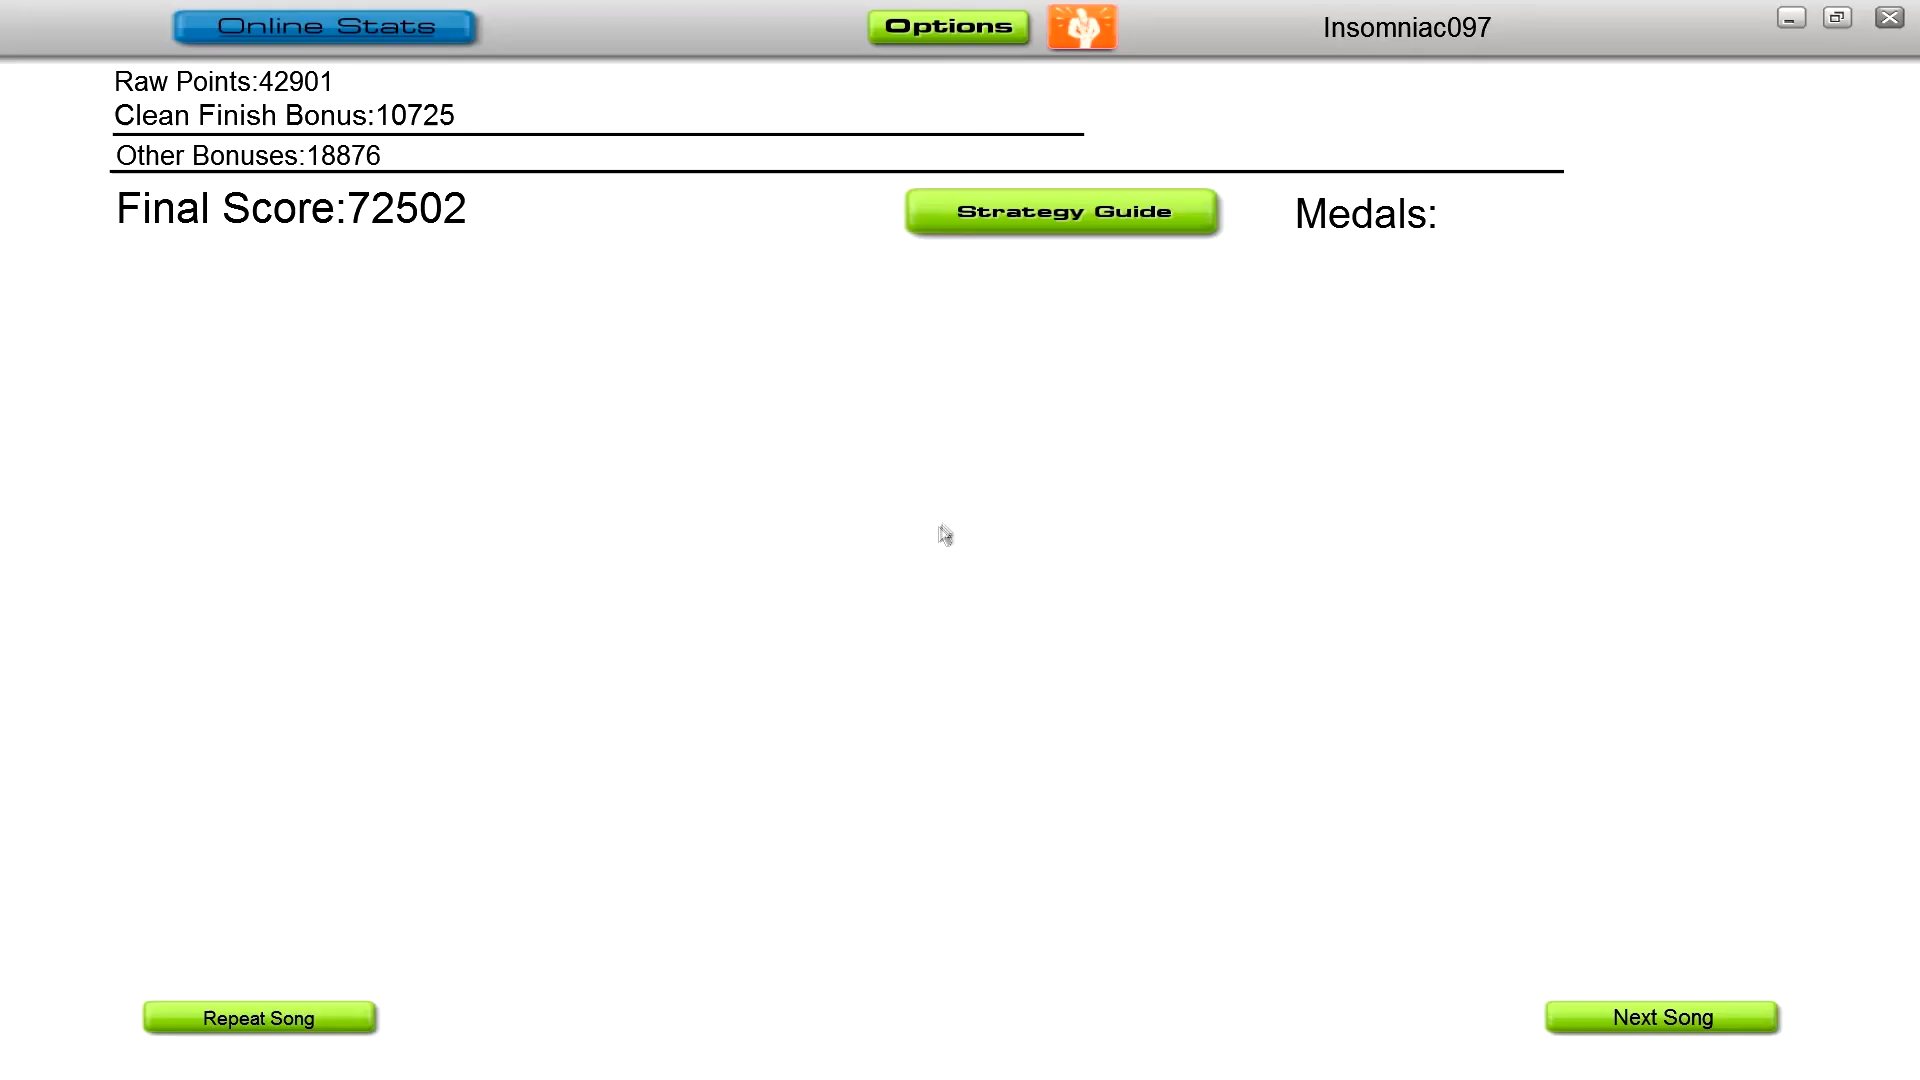 Online Stats
Options
Insomniac097
Raw Points:42901
Clean Finish Bonus:10725
Other Bonuses:18876
Final Score:72502
Strategy Guide
Medals:
Repeat Song
Next Song